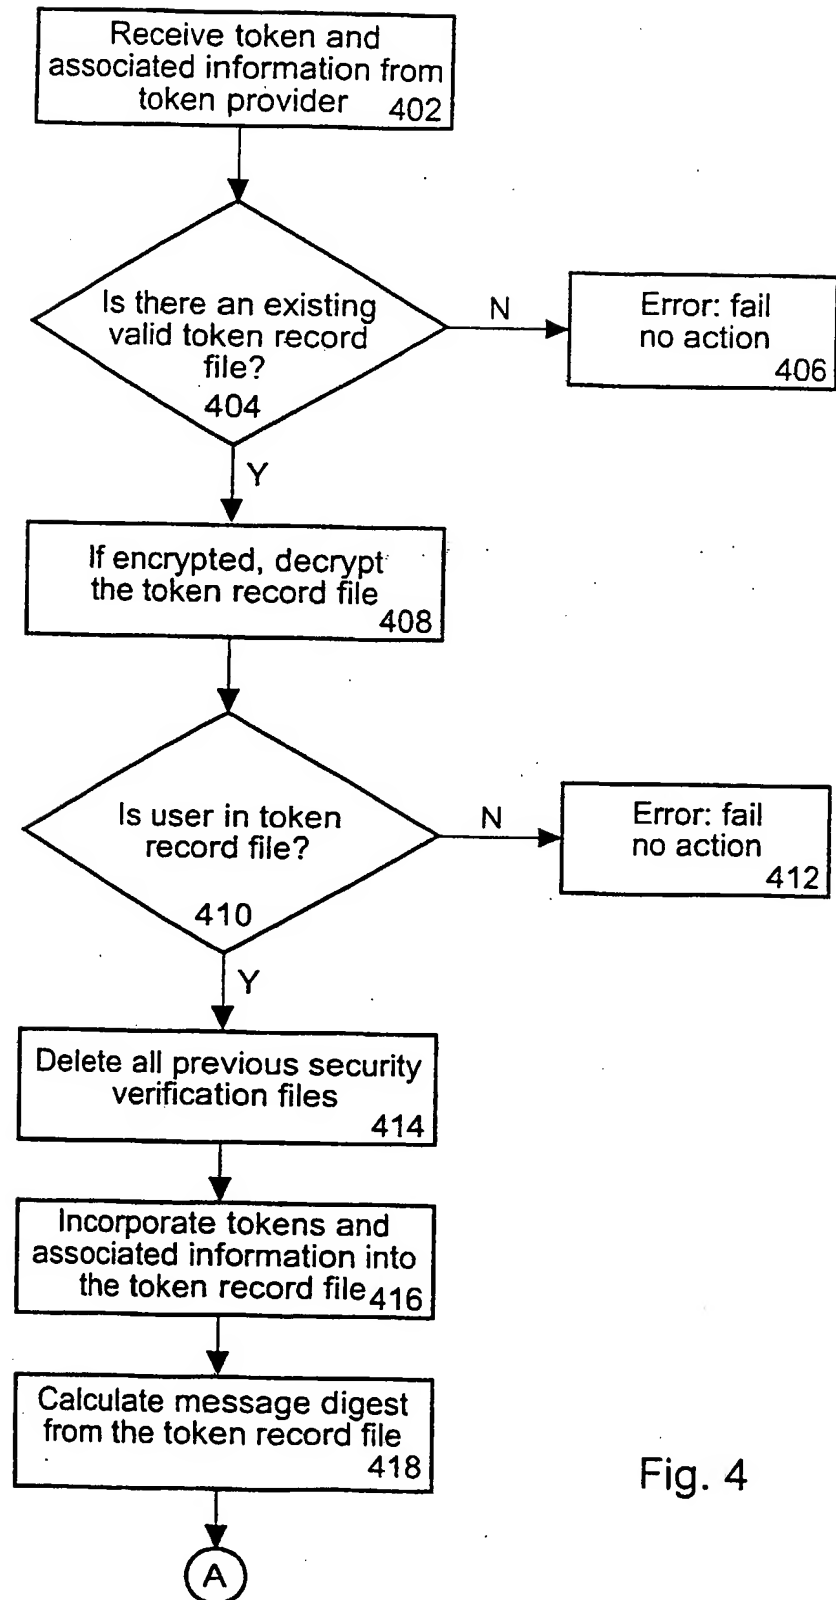 Receive token and
associated information from
token provider 402
Is there an existing
valid token record
file?
404
N
Error: fail
no action
406
Y
If encrypted, decrypt
the token record file
408
Is user in token
record file?
410
N
Error: fail
no action
412
Y
Delete all previous security
verification files
414
Incorporate tokens and
associated information into
the token record file 416
Calculate message digest
from the token record file
418
Fig. 4
A